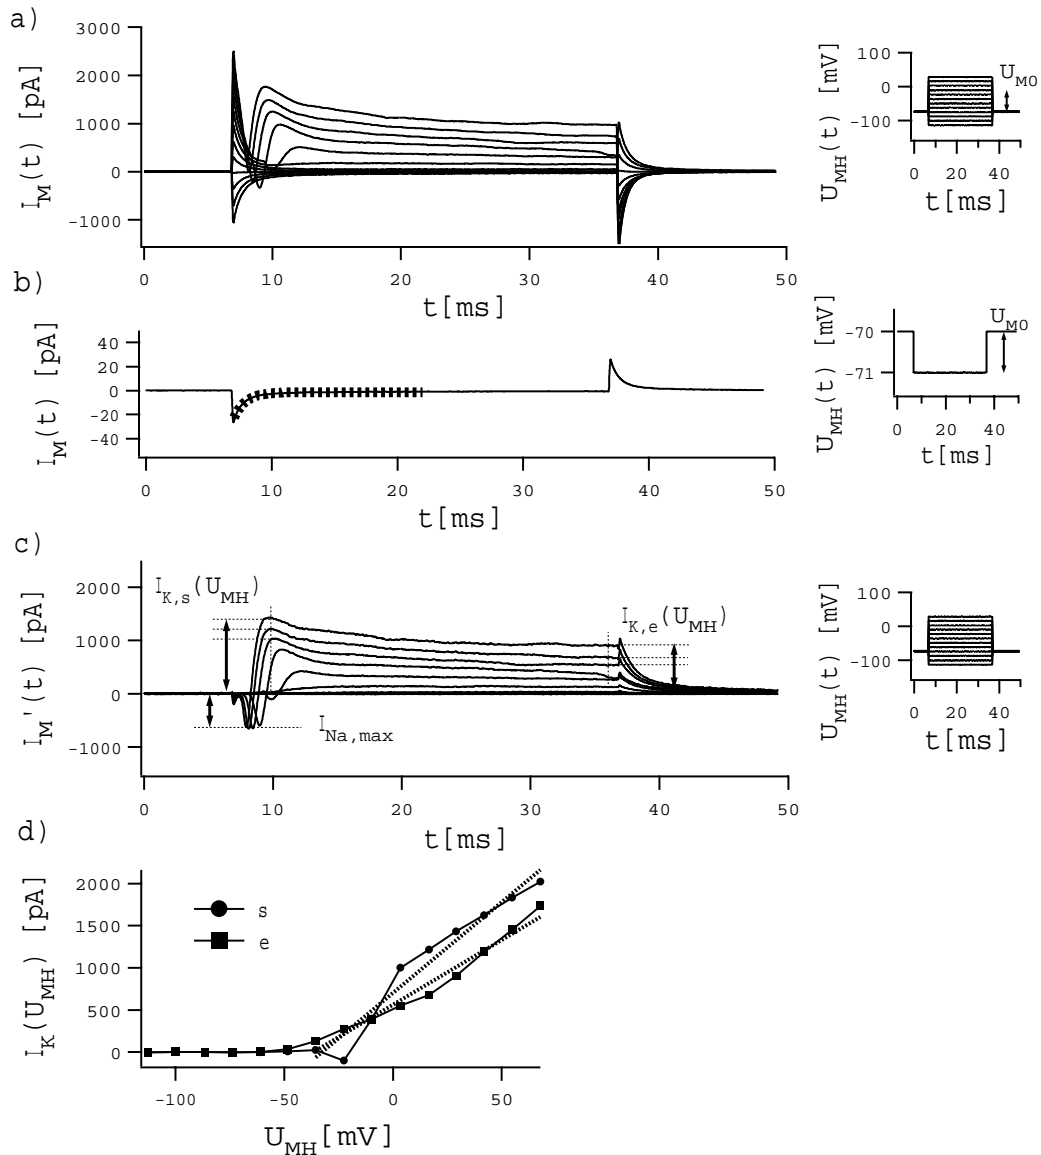 a)
I_M(t) [pA]
3000
2000
1000
0
-1000
0 10 20 30 40 50
t[ms]
U_MH(t) [mV]
100
0
-100
U_M0
0 20 40
t[ms]
b)
I_M(t) [pA]
40
20
0
-20
-40
0 10 20 30 40 50
t[ms]
U_MH(t) [mV]
-70
-71
U_M0
0 20 40
t[ms]
c)
I_M'(t) [pA]
2000
1000
0
-1000
I_K,s(U_MH)
I_K,e(U_MH)
I_Na,max
0 10 20 30 40 50
t[ms]
U_MH(t) [mV]
100
0
-100
0 20 40
t[ms]
d)
I_K(U_MH) [pA]
2000
1500
1000
500
0
s
e
-100 -50 0 50
U_MH[mV]